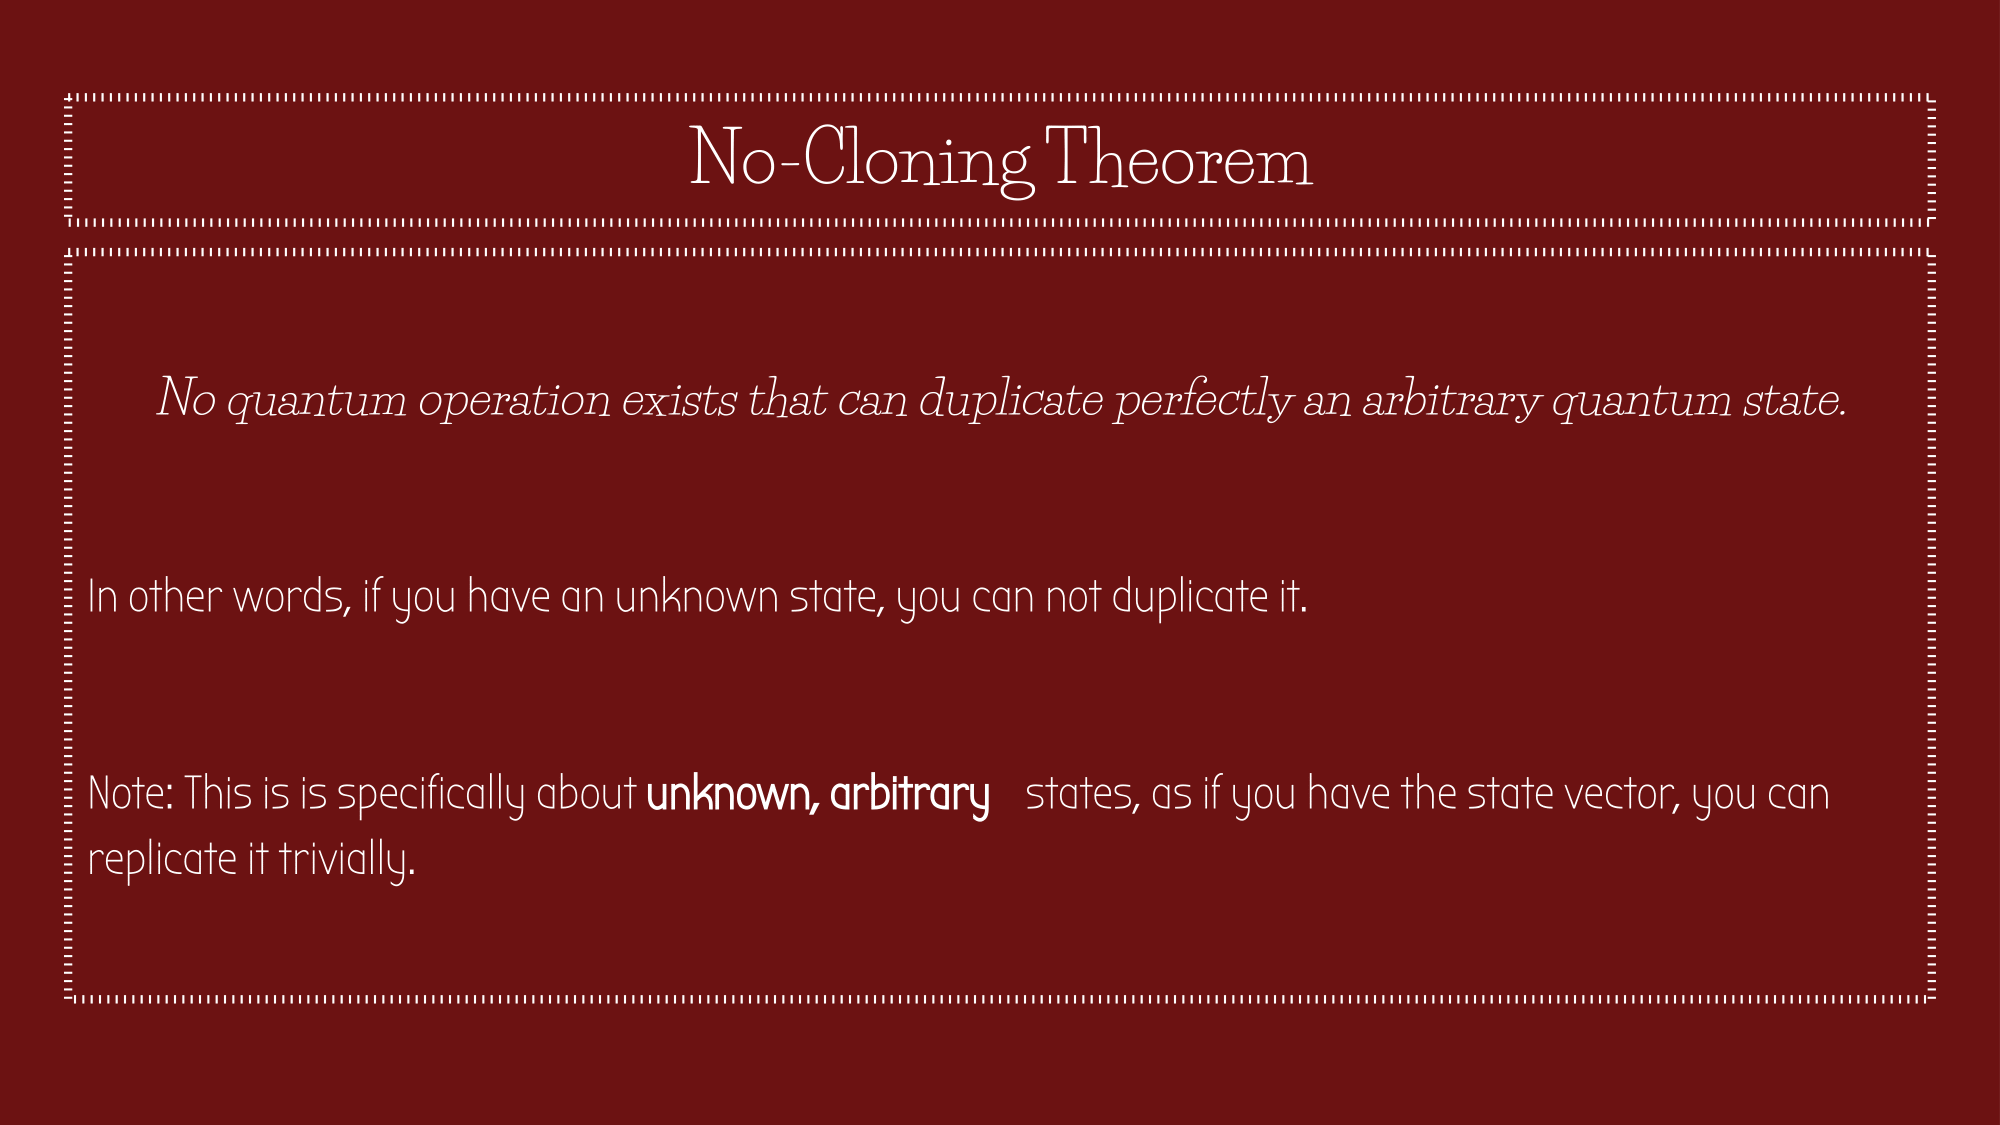 No-Cloning Theorem
No quantum operation exists that can duplicate perfectly an arbitrary quantum state.
In other words, if you have an unknown state, you can not duplicate it.
Note: This is is specifically about unknown, arbitrary states, as if you have the state vector, you can
replicate it trivially.